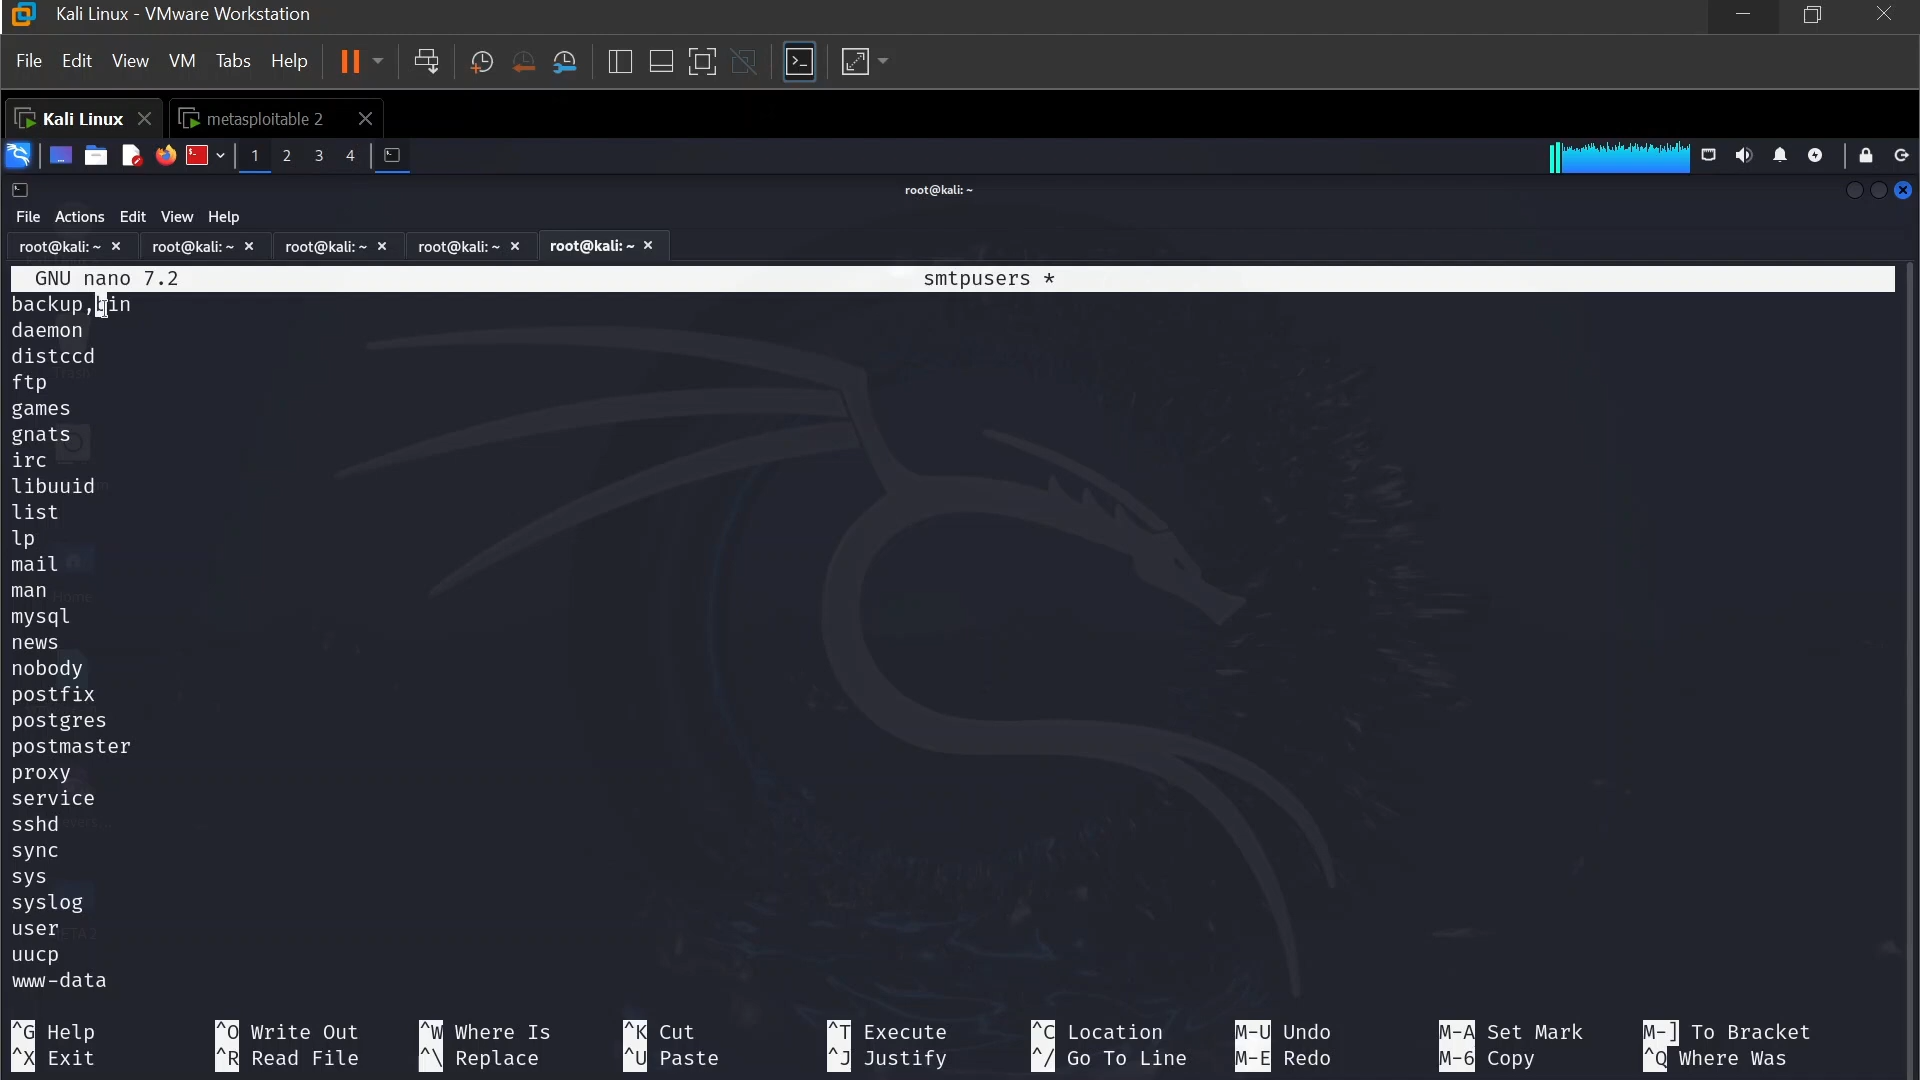 Kali Linux - VMware Workstation
File Edit View VM Tabs Help
Kali Linux metasploitable 2
1 2 3 4
root@kali: ~
File Actions Edit View Help
root@kali: ~ root@kali: ~ root@kali: ~ root@kali: ~ root@kali: ~
GNU nano 7.2 smtpusers *
backup,bin
daemon
distccd
ftp
games
gnats
irc
libuuid
list
lp
mail
man
mysql
news
nobody
postfix
postgres
postmaster
proxy
service
sshd
sync
sys
syslog
user
uucp
www-data
^G Help ^O Write Out ^W Where Is ^K Cut ^T Execute ^C Location M-U Undo M-A Set Mark M-] To Bracket
^X Exit ^R Read File ^\ Replace ^U Paste ^J Justify ^/ Go To Line M-E Redo M-6 Copy ^Q Where Was
Trash
Home